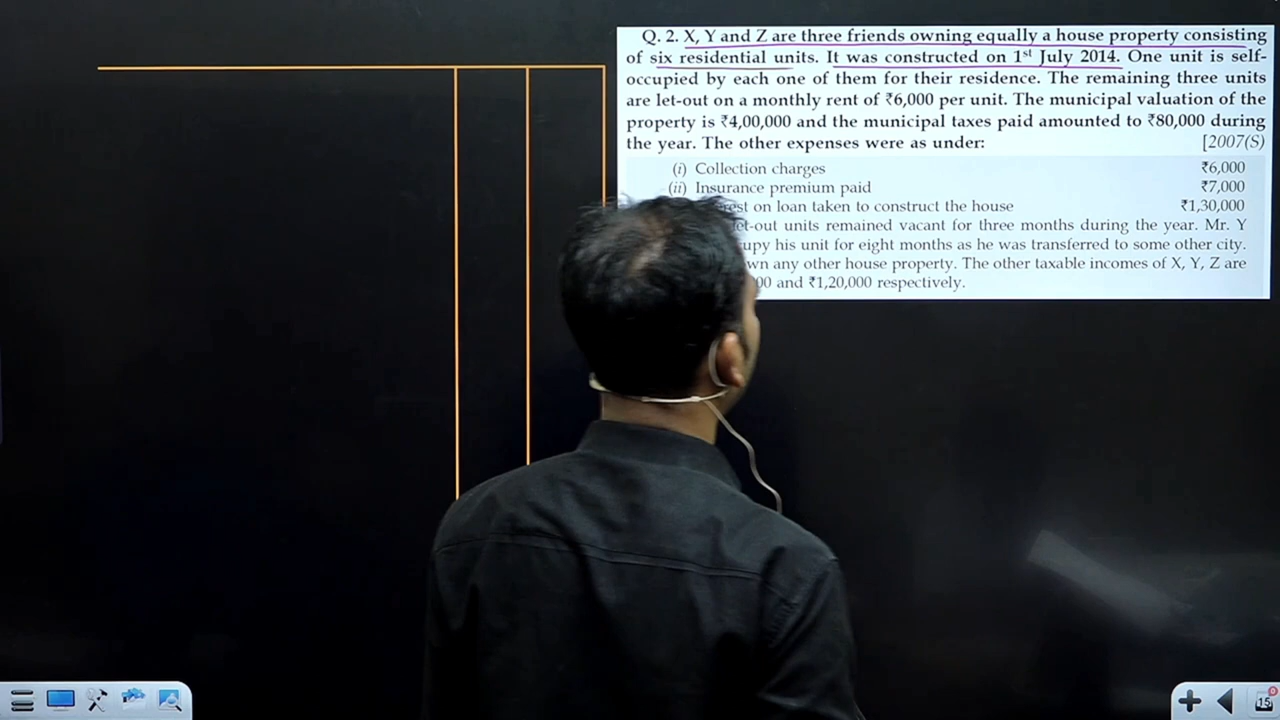 Q. 2. X, Y and Z are three friends owning equally a house property consisting
of six residential units. It was constructed on 1st July 2014. One unit is self-
occupied by each one of them for their residence. The remaining three units
are let-out on a monthly rent of ₹6,000 per unit. The municipal valuation of the
property is ₹4,00,000 and the municipal taxes paid amounted to ₹80,000 during
the year. The other expenses were as under: [2007(S)
(i) Collection charges ₹6,000
(ii) Insurance premium paid ₹7,000
on loan taken to construct the house ₹1,30,000
units remained vacant for three months during the year. Mr. Y
his unit for eight months as he was transferred to some other city.
any other house property. The other taxable incomes of X, Y, Z are
and ₹1,20,000 respectively.
15